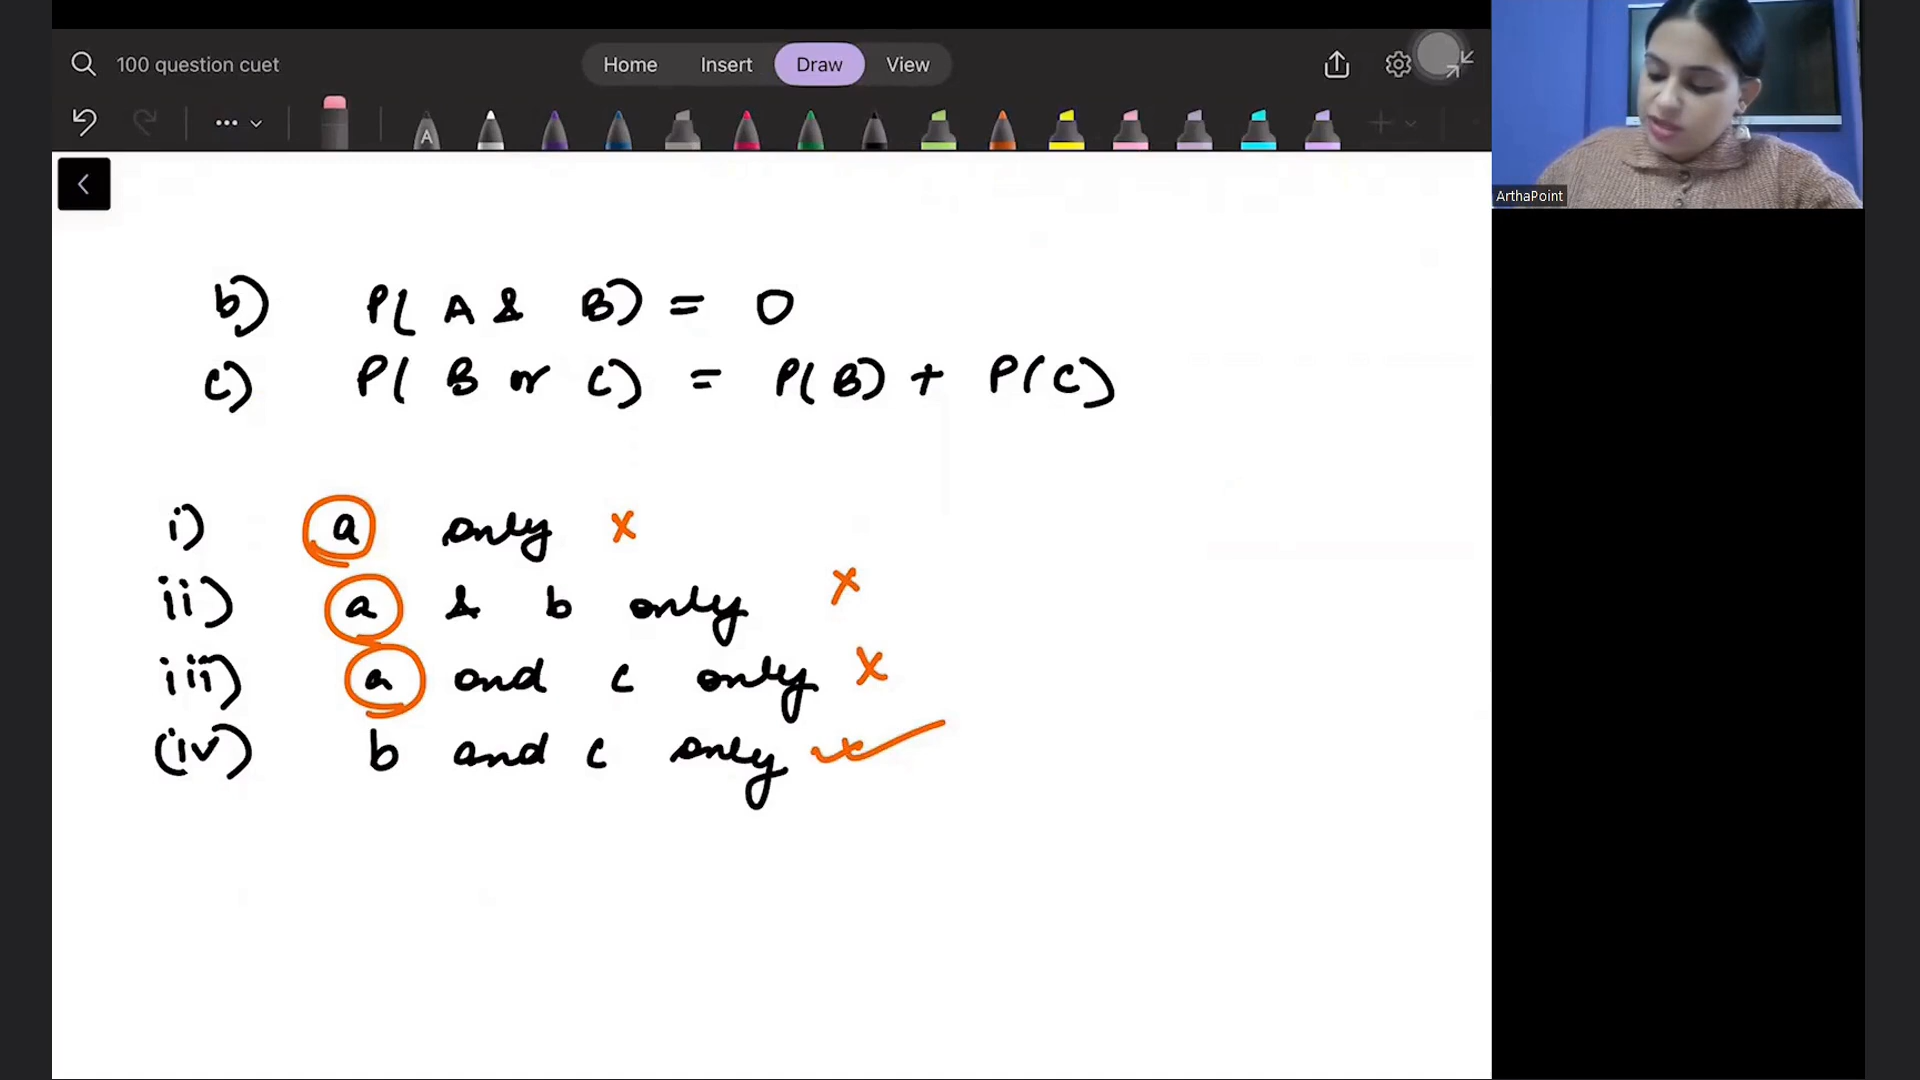 100 question cuet
Home Insert Draw View
A
ArthaPoint
b) P( A & B) = 0
c) P( B or C) = P(B) + P(C)
i) a only x
ii) a & b only x
iii) a and c only x
(iv) b and c only